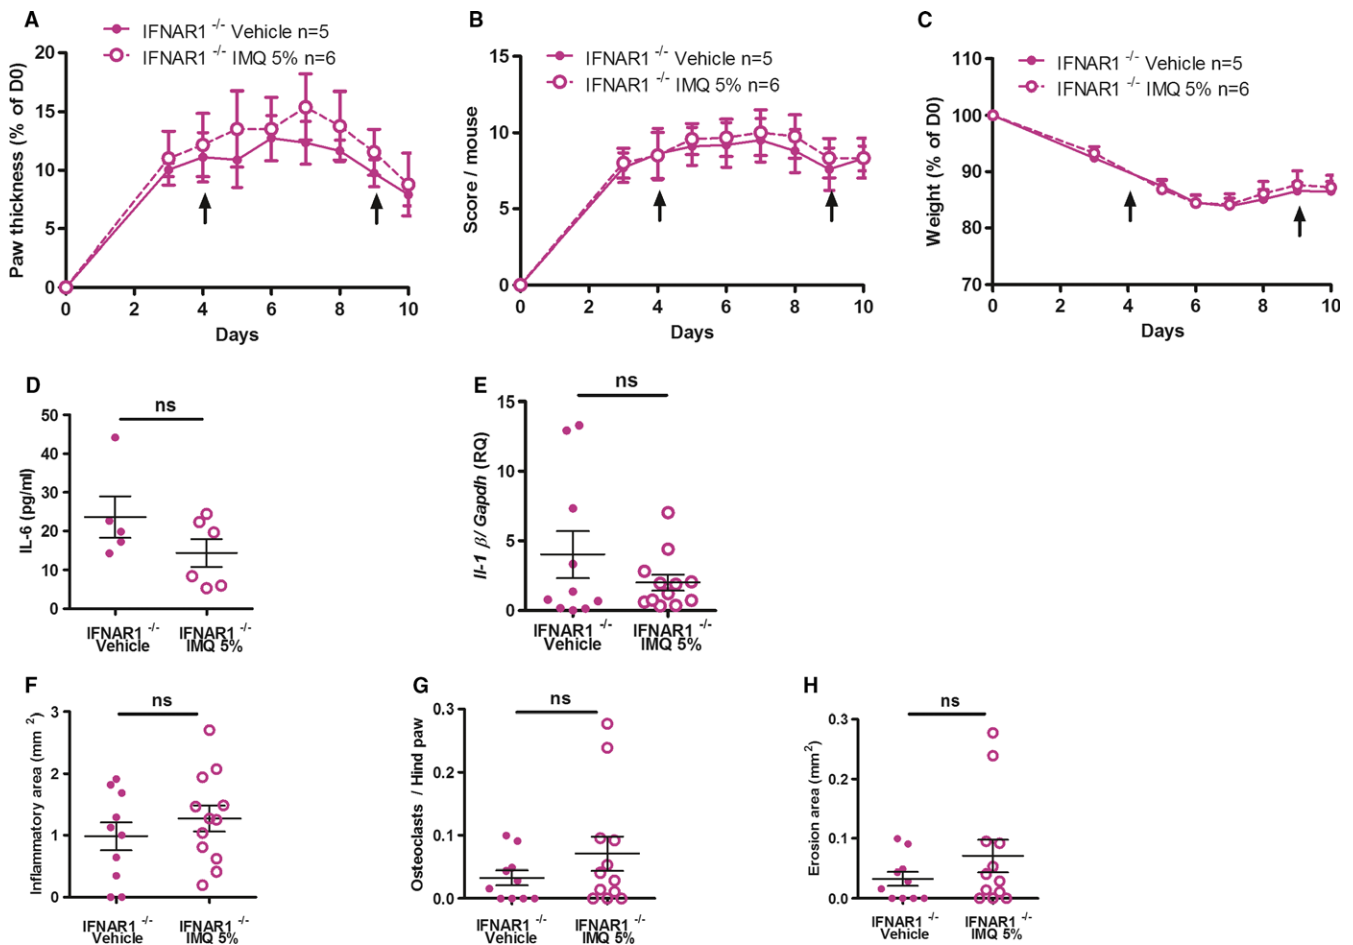 A
IFNAR1 -/- Vehicle n=5
IFNAR1 -/- IMQ 5% n=6
Paw thickness (% of D0)
20
15
10
5
0
0 2 4 6 8 10
Days
B
IFNAR1 -/- Vehicle n=5
IFNAR1 -/- IMQ 5% n=6
Score / mouse
15
10
5
0
0 2 4 6 8 10
Days
C
IFNAR1 -/- Vehicle n=5
IFNAR1 -/- IMQ 5% n=6
Weight (% of D0)
110
100
90
80
70
0 2 4 6 8 10
Days
D
ns
IL-6 (pg/ml)
50
40
30
20
10
0
IFNAR1 -/-
Vehicle
IFNAR1 -/-
IMQ 5%
E
ns
Il-1 β/ Gapdh (RQ)
15
10
5
0
IFNAR1 -/-
Vehicle
IFNAR1 -/-
IMQ 5%
F
ns
Inflammatory area (mm 2)
3
2
1
0
IFNAR1 -/-
Vehicle
IFNAR1 -/-
IMQ 5%
G
ns
Osteoclasts / Hind paw
0.3
0.2
0.1
0.0
IFNAR1 -/-
Vehicle
IFNAR1 -/-
IMQ 5%
H
ns
Erosion area (mm2)
0.3
0.2
0.1
0.0
IFNAR1 -/-
Vehicle
IFNAR1 -/-
IMQ 5%